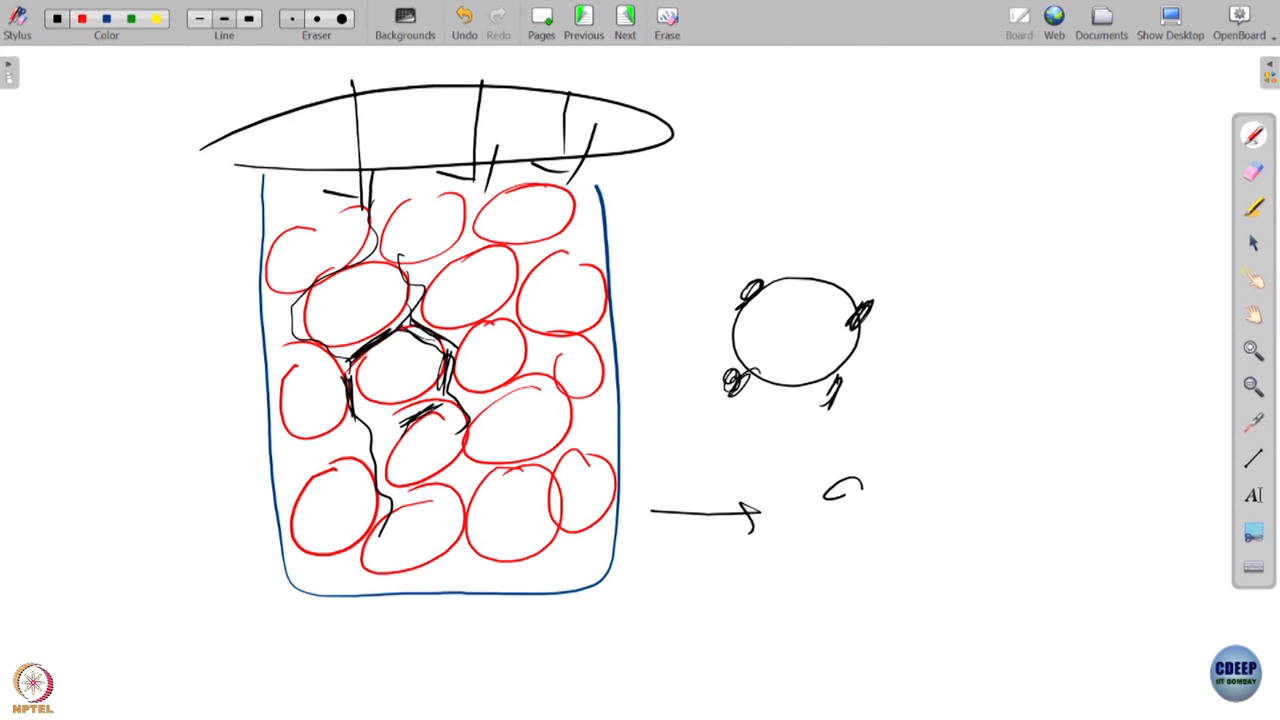 Stylus
Color
Line
Eraser
Backgrounds
Undo
Redo
Pages
Previous
Next
Erase
Board
Web
Documents
Show Desktop
OpenBoard
A
NPTEL
CDEEP
IIT BOMBAY